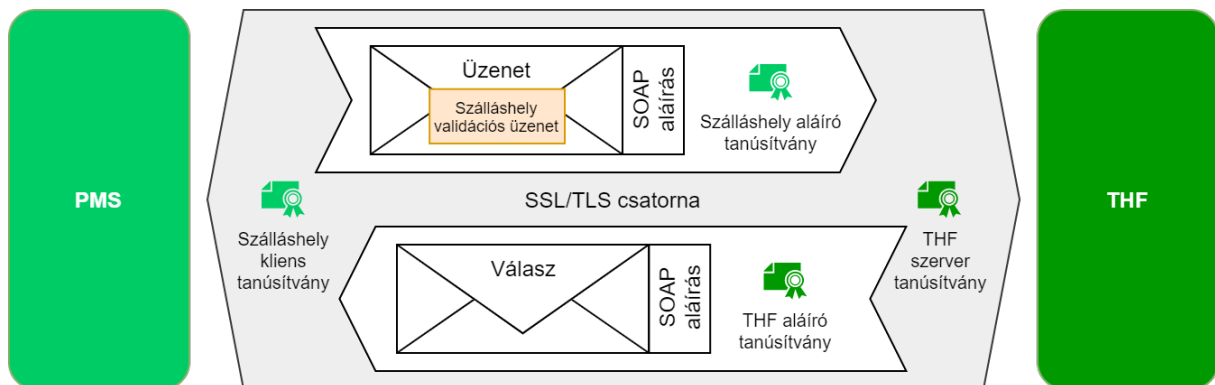 PMS
Üzenet
Szálláshely
validációs üzenet
SOAP
aláírás
Szálláshely aláíró
tanúsítvány
SSL/TLS csatorna
Szálláshely
kliens
tanúsítvány
THF
szerver
tanúsítvány
Válasz
SOAP
aláírás
THF aláíró
tanúsítvány
THF